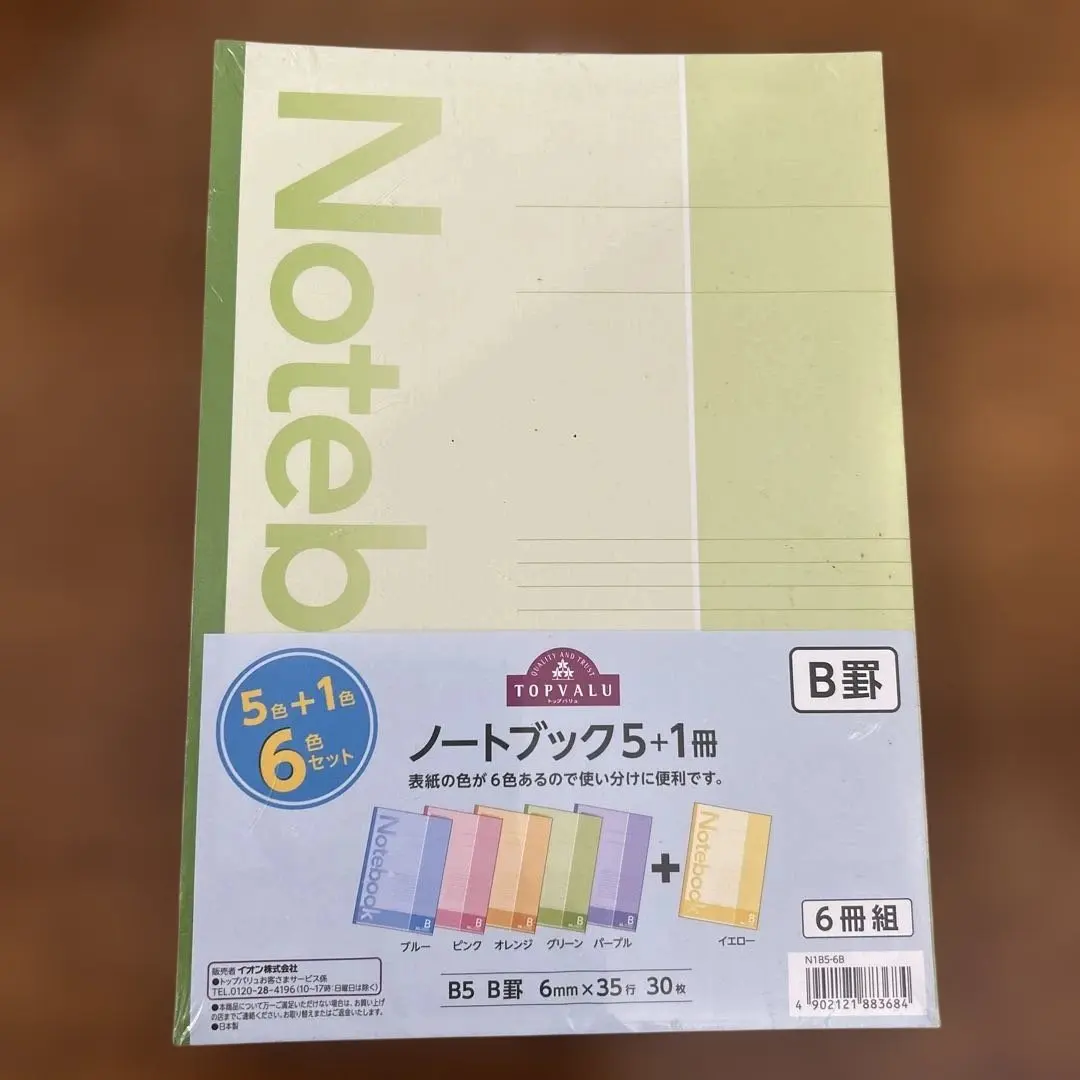 Noteb
5色+1色
6色セット
QUALITY AND TRUST
TOPVALU
トップバリュ
B罫
ノートブック5+1冊
表紙の色が6色あるので使い分けに便利です。
Notebook
B
B
B
B
B
+
Notebook
B
ブルー
ピンク
オレンジ
グリーン
パープル
イエロー
6冊組
販売者 イオン株式会社
●トップバリュお客さまサービス係
TEL.0120-28-4196(10~17時:日曜日は除く)
●本商品について万一ご満足いただけない場合は、お買い上げ
の店までご連絡ください。お取り替えまたはご返金いたします。
●日本製
B5 B罫 6mm×35行 30枚
N1B5-6B
4 902121 883684